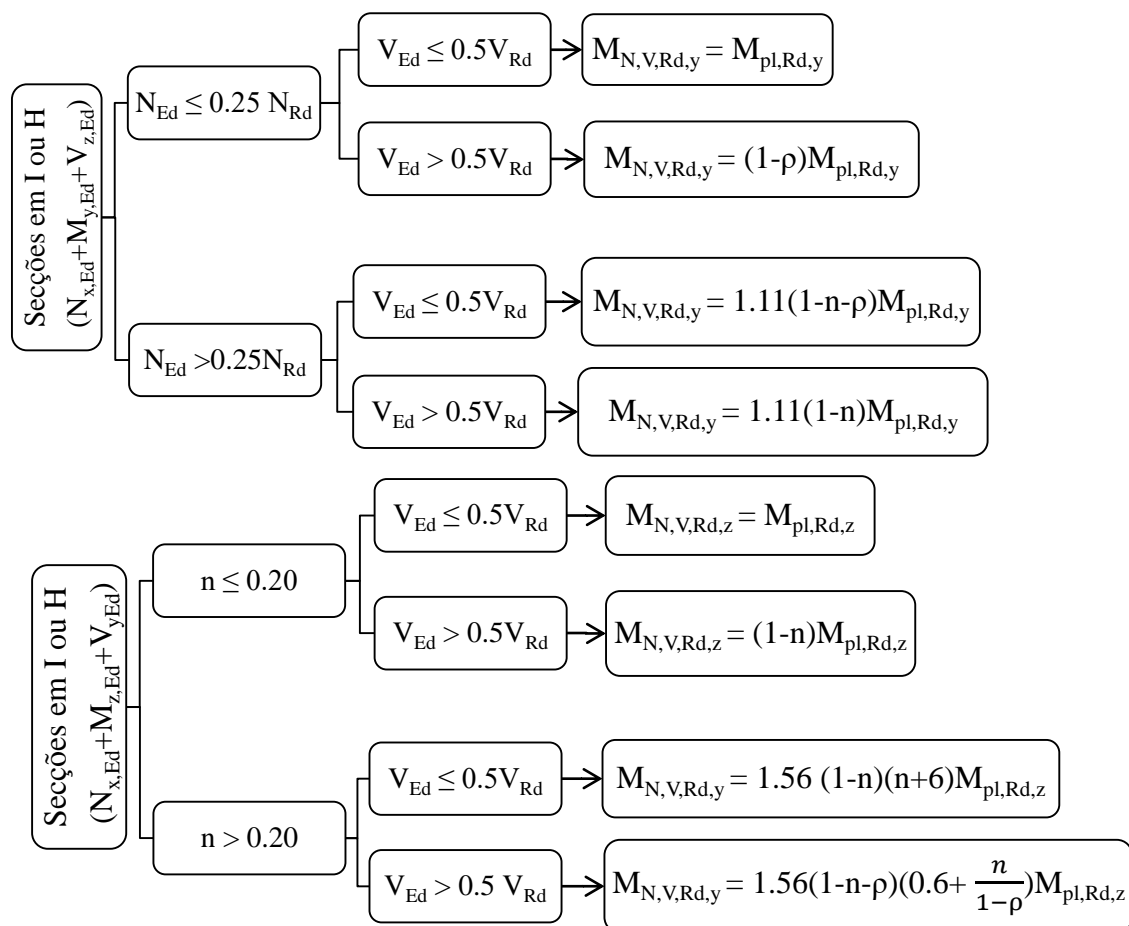 Secções em I ou H
(N_{x,Ed}+M_{y,Ed}+V_{z,Ed})
N_{Ed} ≤ 0.25 N_{Rd}
V_{Ed} ≤ 0.5V_{Rd}
M_{N,V,Rd,y} = M_{pl,Rd,y}
V_{Ed} > 0.5V_{Rd}
M_{N,V,Rd,y} = (1-ρ)M_{pl,Rd,y}
N_{Ed} >0.25N_{Rd}
V_{Ed} ≤ 0.5V_{Rd}
M_{N,V,Rd,y} = 1.11(1-n-ρ)M_{pl,Rd,y}
V_{Ed} > 0.5V_{Rd}
M_{N,V,Rd,y} = 1.11(1-n)M_{pl,Rd,y}
Secções em I ou H
(N_{x,Ed}+M_{z,Ed}+V_{yEd})
n ≤ 0.20
V_{Ed} ≤ 0.5V_{Rd}
M_{N,V,Rd,z} = M_{pl,Rd,z}
V_{Ed} > 0.5V_{Rd}
M_{N,V,Rd,z} = (1-n)M_{pl,Rd,z}
n > 0.20
V_{Ed} ≤ 0.5V_{Rd}
M_{N,V,Rd,y} = 1.56 (1-n)(n+6)M_{pl,Rd,z}
V_{Ed} > 0.5 V_{Rd}
M_{N,V,Rd,y} = 1.56(1-n-ρ)(0.6+ \frac{n}{1-ρ})M_{pl,Rd,z}